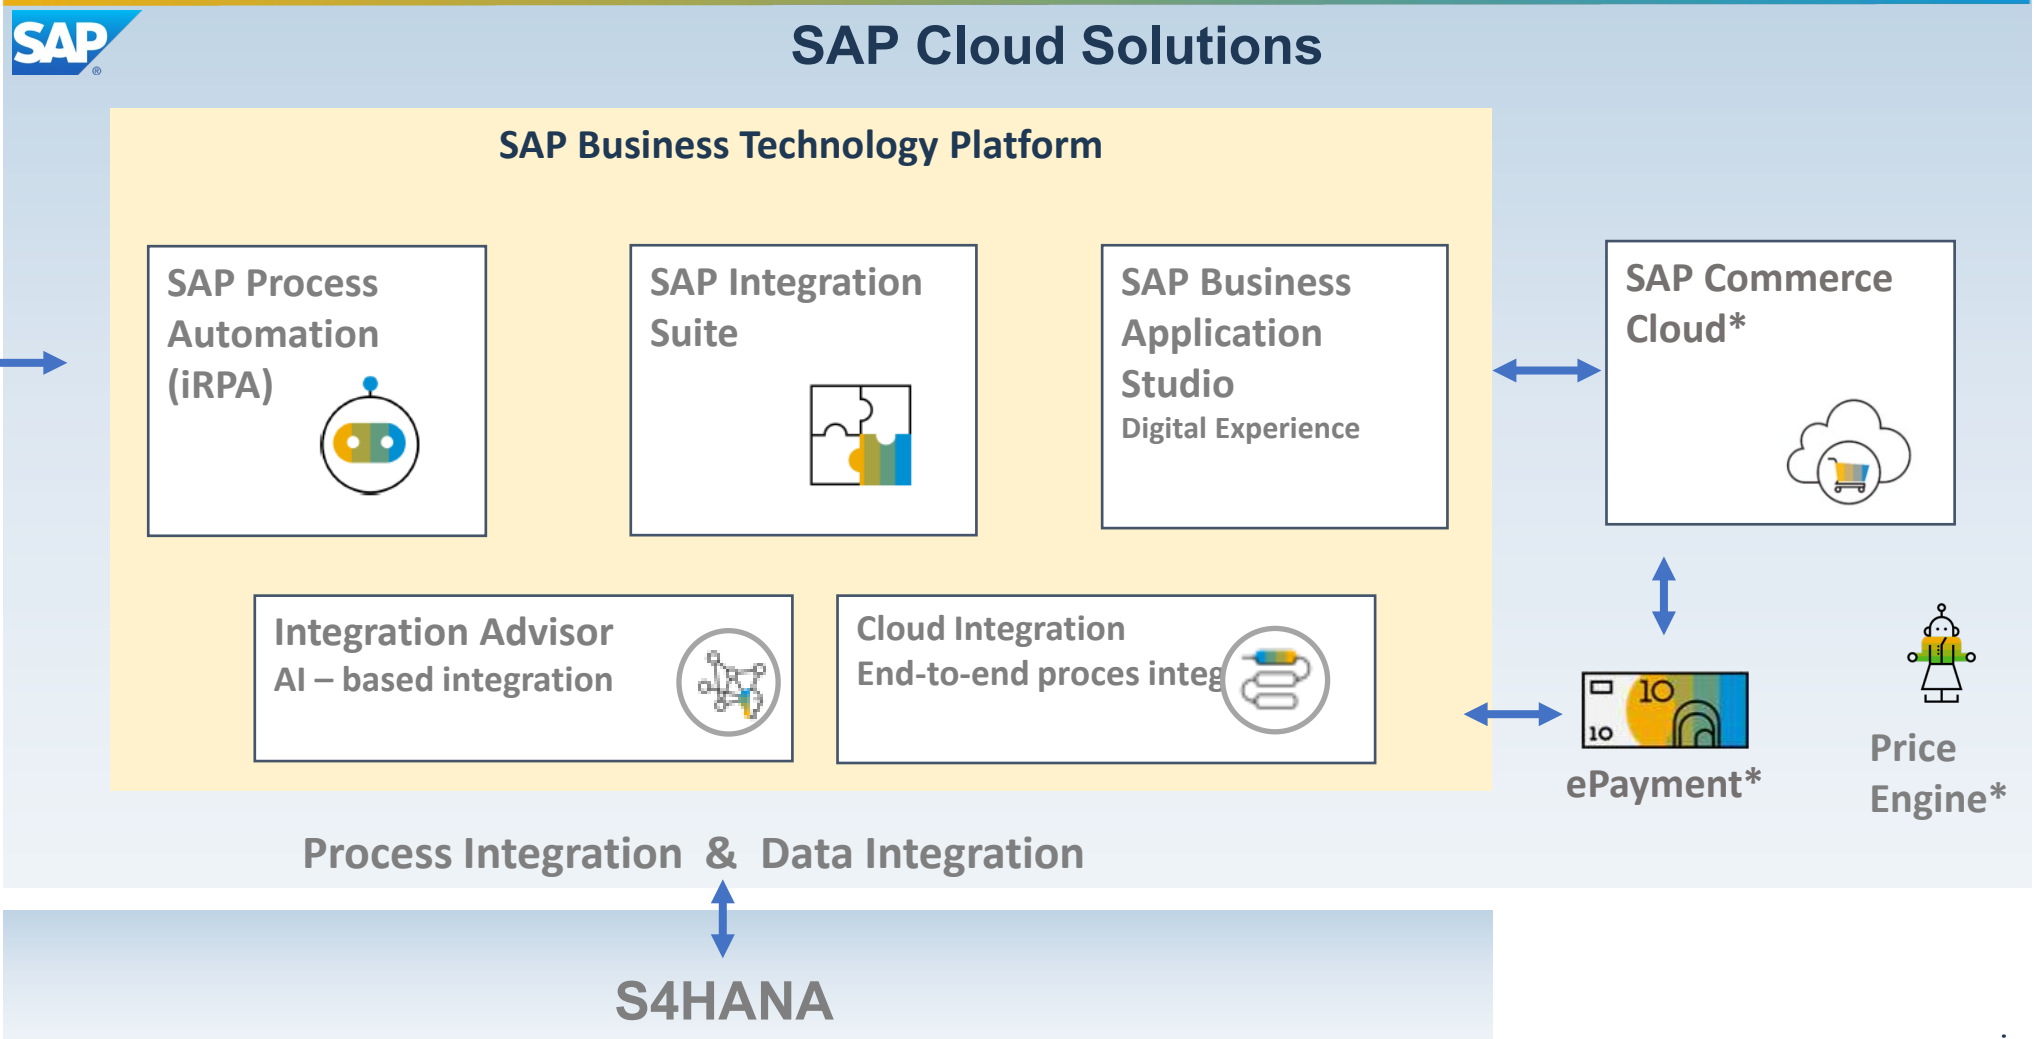 SAP
®
SAP Cloud Solutions
SAP Business Technology Platform
SAP Process
Automation
(iRPA)
SAP Integration
Suite
SAP Business
Application
Studio
Digital Experience
SAP Commerce
Cloud*
Integration Advisor
AI – based integration
Cloud Integration
End-to-end proces integ
10
10
ePayment*
Price
Engine*
Process Integration & Data Integration
S4HANA
.